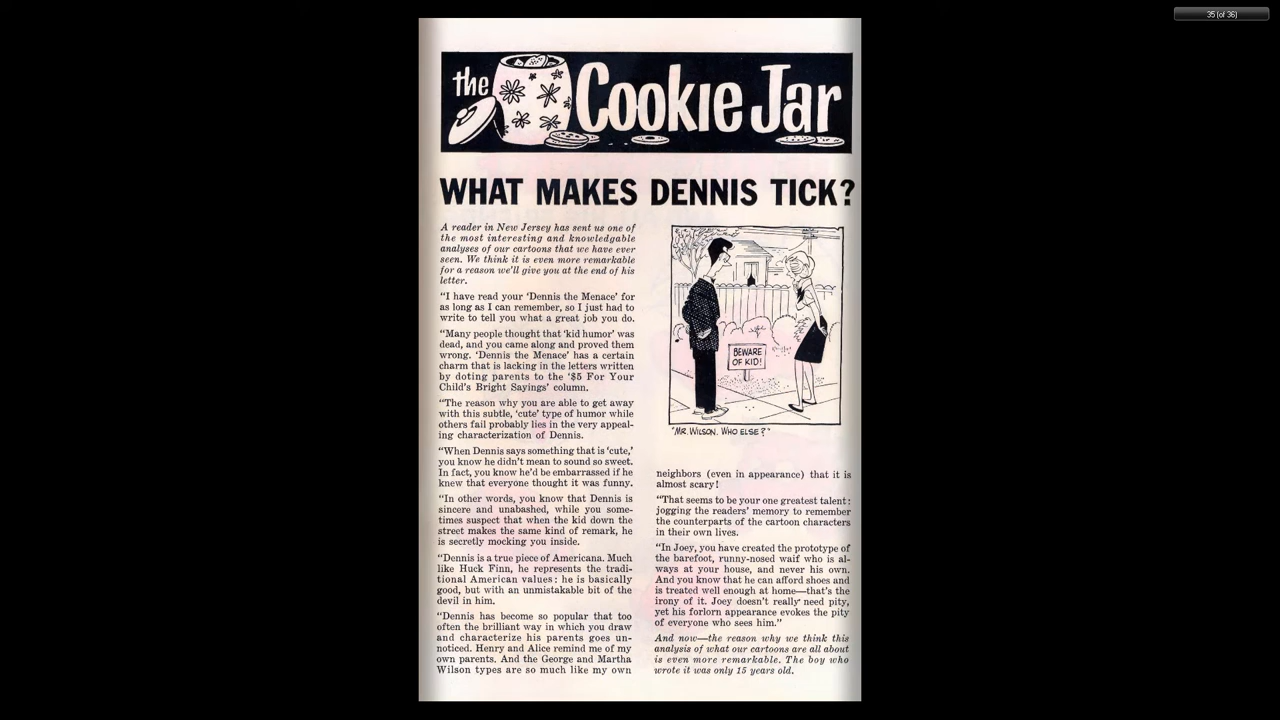 35 (of 36)
the Cookie Jar
WHAT MAKES DENNIS TICK?
A reader in New Jersey has sent us one of
the most interesting and knowledgable
analyses of our cartoons that we have ever
seen. We think it is even more remarkable
for a reason we'll give you at the end of his
letter.
"I have read your 'Dennis the Menace' for
as long as I can remember, so I just had to
write to tell you what a great job you do.
"Many people thought that 'kid humor' was
dead, and you came along and proved them
wrong. 'Dennis the Menace' has a certain
charm that is lacking in the letters written
by doting parents to the '$5 For Your
Child's Bright Sayings' column.
"The reason why you are able to get away
with this subtle, 'cute' type of humor while
others fail probably lies in the very appeal-
ing characterization of Dennis.
"When Dennis says something that is 'cute,'
you know he didn't mean to sound so sweet.
In fact, you know he'd be embarrassed if he
knew that everyone thought it was funny.
"In other words, you know that Dennis is
sincere and unabashed, while you some-
times suspect that when the kid down the
street makes the same kind of remark, he
is secretly mocking you inside.
"Dennis is a true piece of Americana. Much
like Huck Finn, he represents the tradi-
tional American values: he is basically
good, but with an unmistakable bit of the
devil in him.
"Dennis has become so popular that too
often the brilliant way in which you draw
and characterize his parents goes un-
noticed. Henry and Alice remind me of my
own parents. And the George and Martha
Wilson types are so much like my own
BEWARE
OF KID!
"MR. WILSON. WHO ELSE?"
neighbors (even in appearance) that it is
almost scary!
"That seems to be your one greatest talent:
jogging the readers' memory to remember
the counterparts of the cartoon characters
in their own lives.
"In Joey, you have created the prototype of
the barefoot, runny-nosed waif who is al-
ways at your house, and never his own.
And you know that he can afford shoes and
is treated well enough at home—that's the
irony of it. Joey doesn't really need pity,
yet his forlorn appearance evokes the pity
of everyone who sees him."
And now—the reason why we think this
analysis of what our cartoons are all about
is even more remarkable. The boy who
wrote it was only 15 years old.